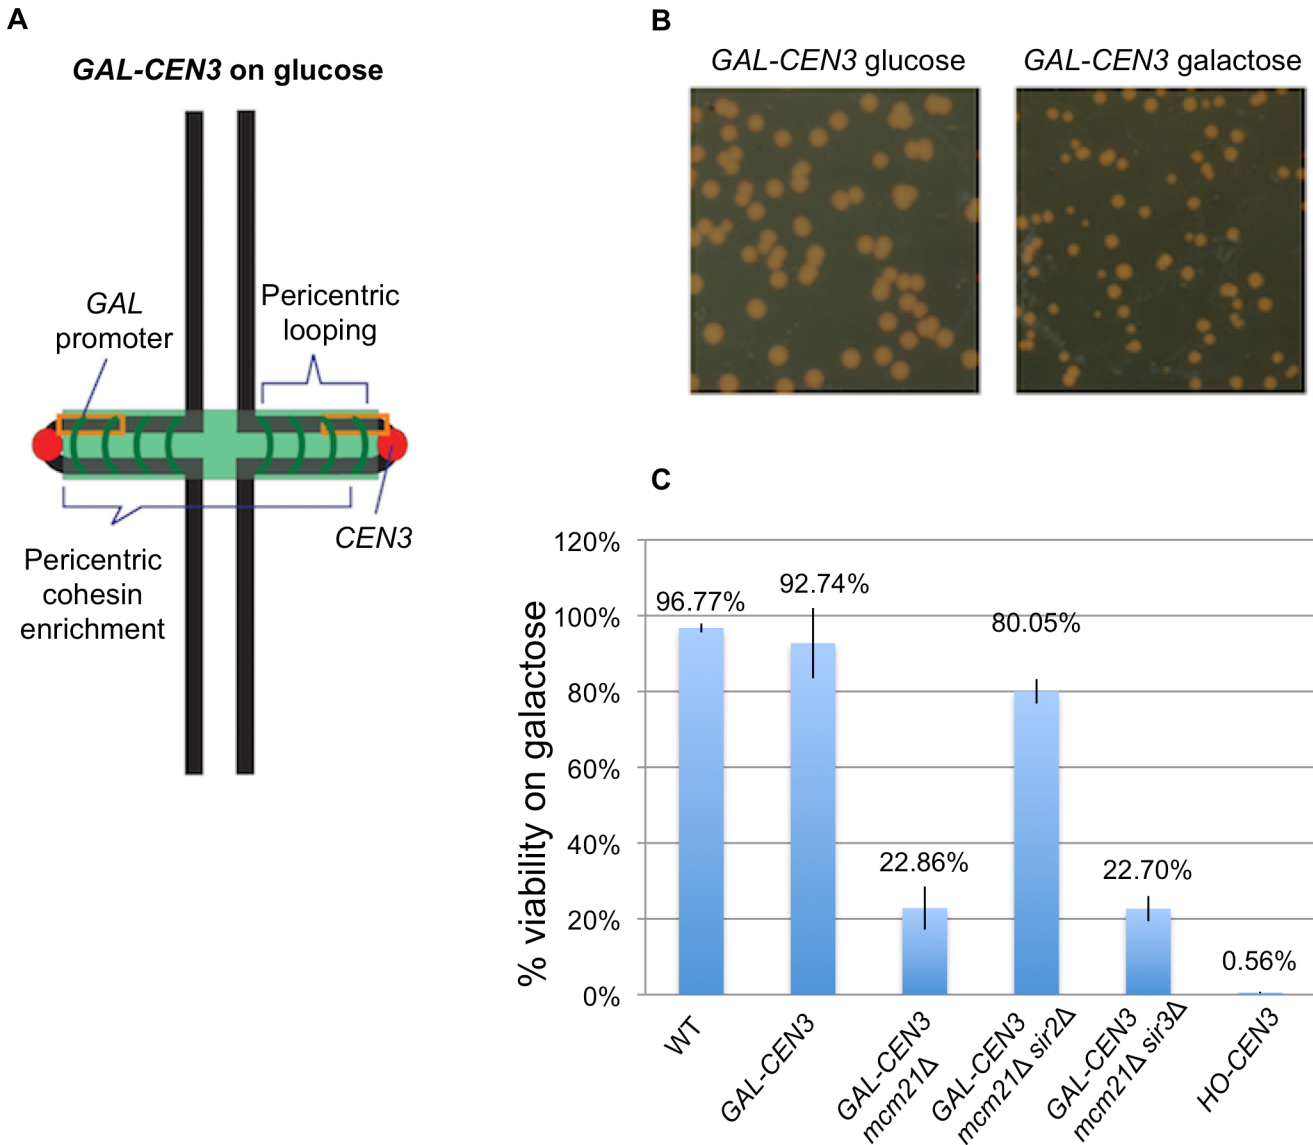 A
GAL-CEN3 on glucose
GAL
promoter
Pericentric
looping
CEN3
Pericentric
cohesin
enrichment
B
GAL-CEN3 glucose
GAL-CEN3 galactose
C
% viability on galactose
120%
100%
80%
60%
40%
20%
0%
96.77%
92.74%
22.86%
80.05%
22.70%
0.56%
WT
GAL-CEN3
GAL-CEN3
mcm21Δ
GAL-CEN3
mcm21Δ sir2Δ
GAL-CEN3
mcm21Δ sir3Δ
HO-CEN3